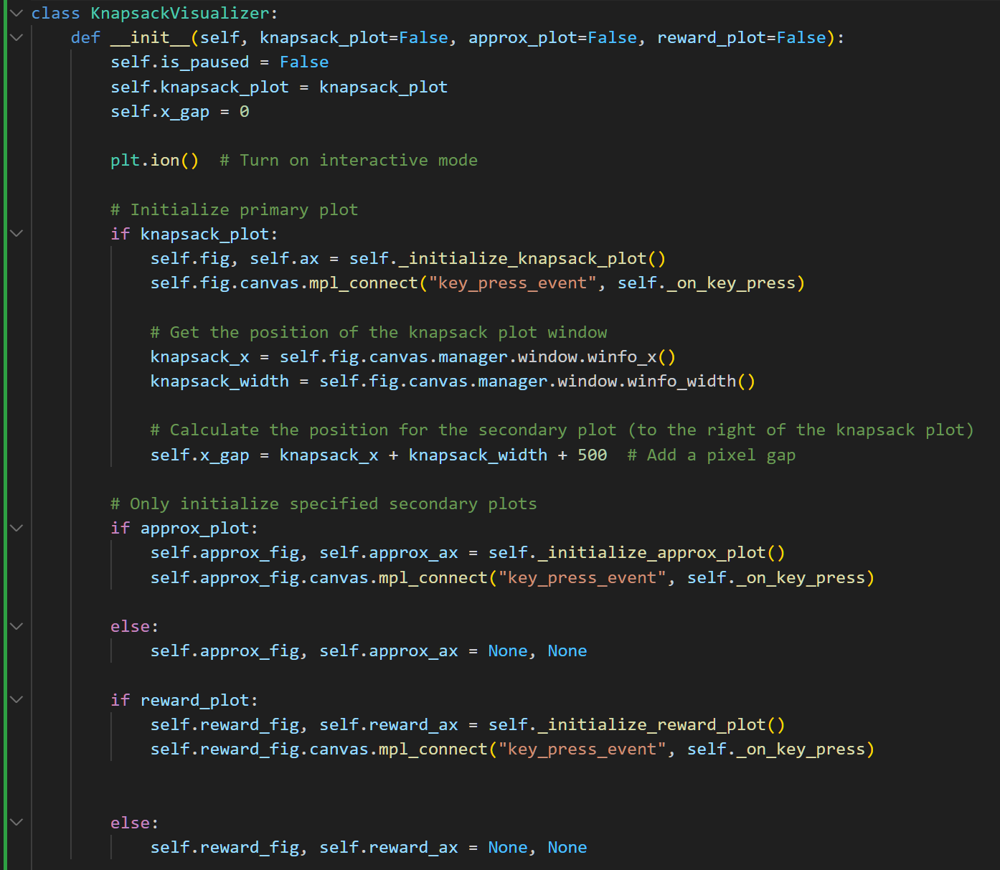 class KnapsackVisualizer:
    def __init__(self, knapsack_plot=False, approx_plot=False, reward_plot=False):
        self.is_paused = False
        self.knapsack_plot = knapsack_plot
        self.x_gap = 0

        plt.ion()  # Turn on interactive mode

        # Initialize primary plot
        if knapsack_plot:
            self.fig, self.ax = self._initialize_knapsack_plot()
            self.fig.canvas.mpl_connect("key_press_event", self._on_key_press)

            # Get the position of the knapsack plot window
            knapsack_x = self.fig.canvas.manager.window.winfo_x()
            knapsack_width = self.fig.canvas.manager.window.winfo_width()

            # Calculate the position for the secondary plot (to the right of the knapsack plot)
            self.x_gap = knapsack_x + knapsack_width + 500  # Add a pixel gap

        # Only initialize specified secondary plots
        if approx_plot:
            self.approx_fig, self.approx_ax = self._initialize_approx_plot()
            self.approx_fig.canvas.mpl_connect("key_press_event", self._on_key_press)

        else:
            self.approx_fig, self.approx_ax = None, None

        if reward_plot:
            self.reward_fig, self.reward_ax = self._initialize_reward_plot()
            self.reward_fig.canvas.mpl_connect("key_press_event", self._on_key_press)


        else:
            self.reward_fig, self.reward_ax = None, None